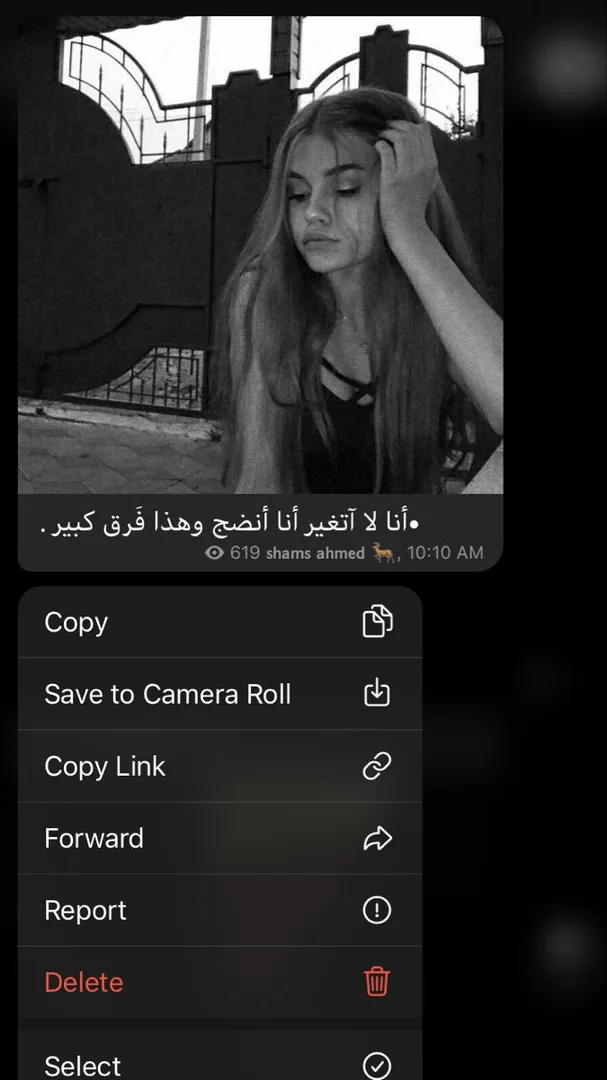 •أنا لا آتغير أنا أنضج وهذا فَرق كبير .
619 shams ahmed 🐐, 10:10 AM
Copy
Save to Camera Roll
Copy Link
Forward
Report
Delete
Select